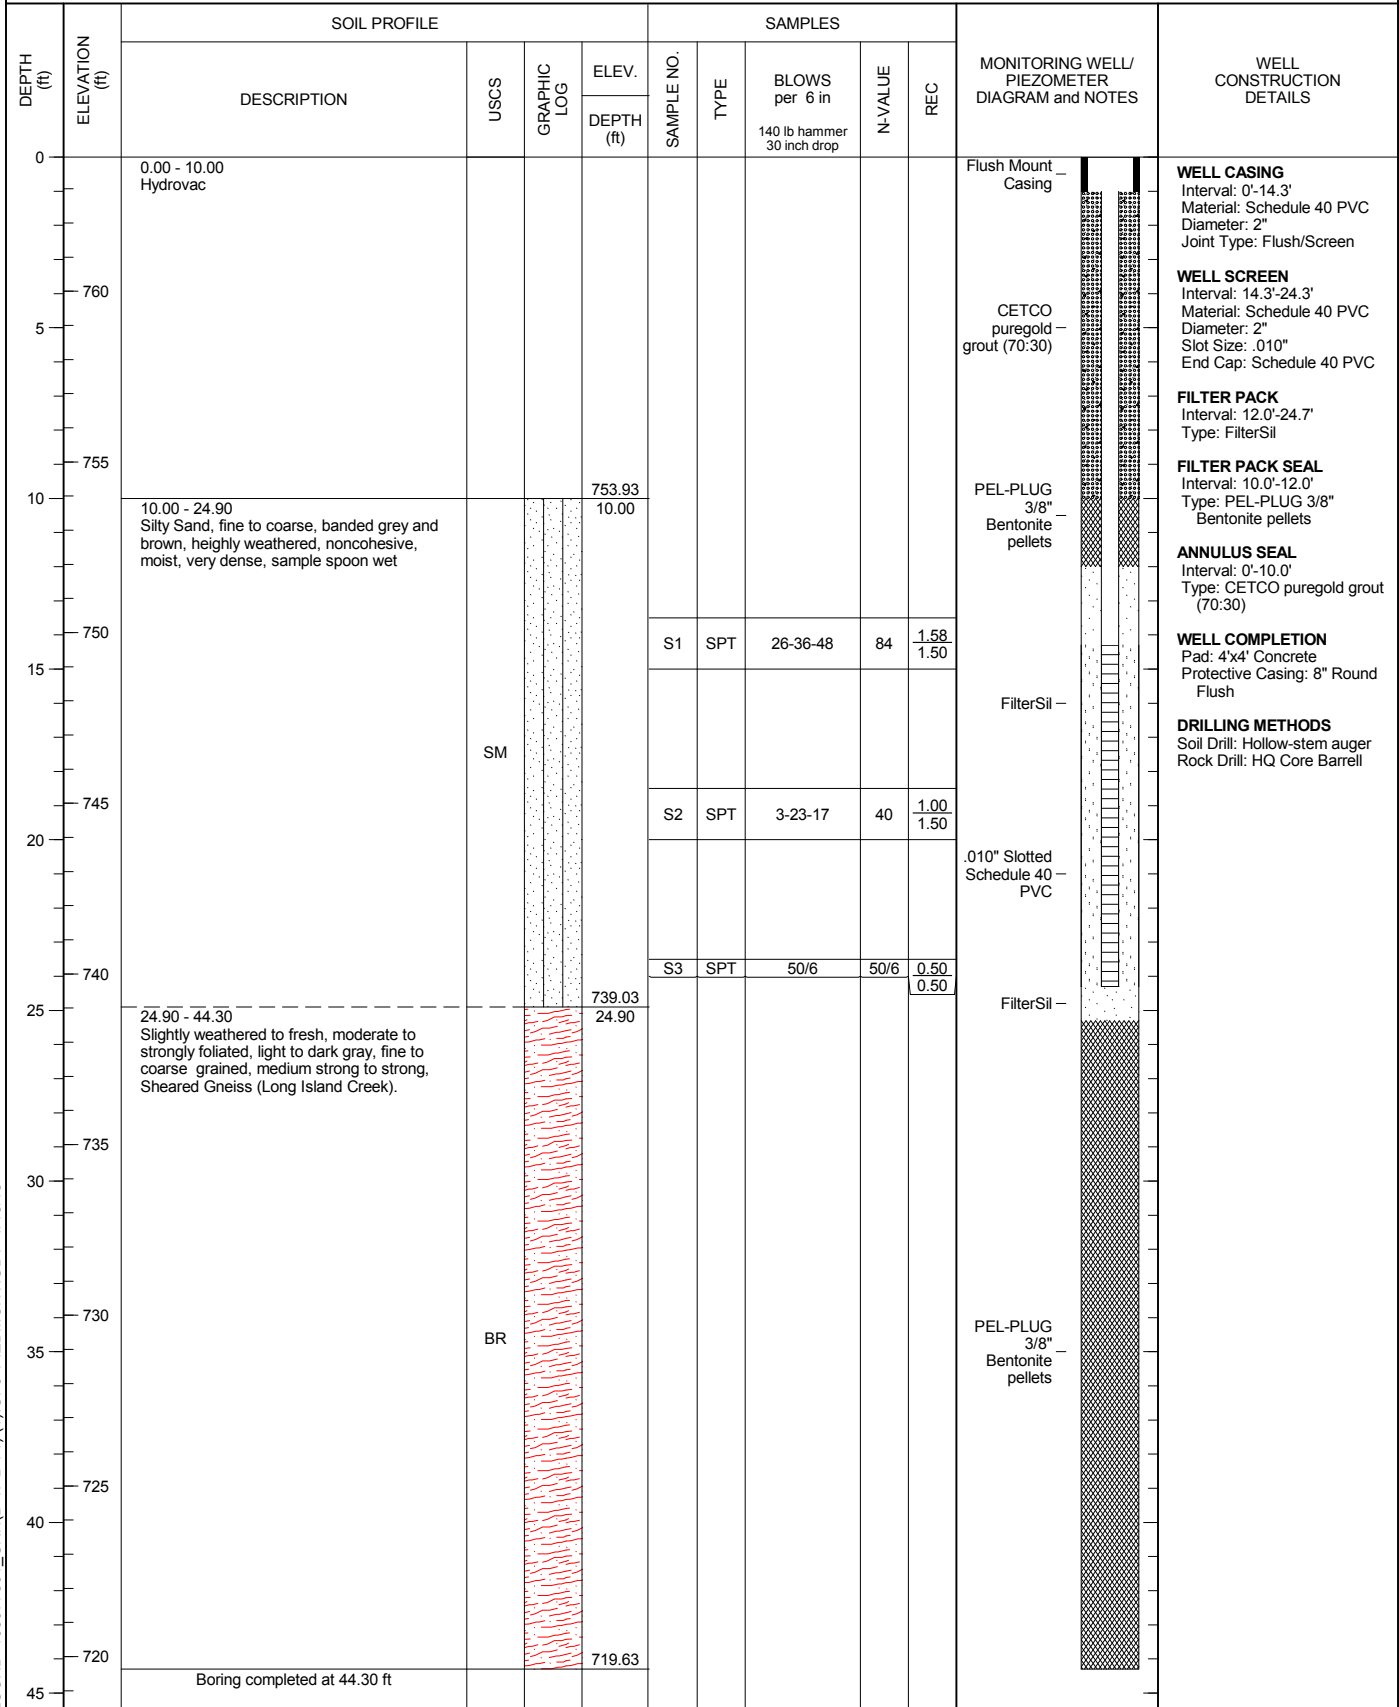 SOIL PROFILE
SAMPLES
DEPTH
(ft)
ELEVATION
(ft)
DESCRIPTION
USCS
GRAPHIC
LOG
ELEV.
DEPTH
(ft)
SAMPLE NO.
TYPE
BLOWS
per 6 in
140 lb hammer
30 inch drop
N-VALUE
REC
MONITORING WELL/
PIEZOMETER
DIAGRAM and NOTES
WELL
CONSTRUCTION
DETAILS
0
5
10
15
20
25
30
35
40
45
760
755
750
745
740
735
730
725
720
0.00 - 10.00
Hydrovac
753.93
10.00
10.00 - 24.90
Silty Sand, fine to coarse, banded grey and
brown, heighly weathered, noncohesive,
moist, very dense, sample spoon wet
SM
739.03
24.90
24.90 - 44.30
Slightly weathered to fresh, moderate to
strongly foliated, light to dark gray, fine to
coarse grained, medium strong to strong,
Sheared Gneiss (Long Island Creek).
BR
719.63
Boring completed at 44.30 ft
S1 SPT 26-36-48 84 1.58
1.50
S2 SPT 3-23-17 40 1.00
1.50
S3 SPT 50/6 50/6 0.50
0.50
Flush Mount
Casing
CETCO
puregold
grout (70:30)
PEL-PLUG
3/8"
Bentonite
pellets
FilterSil
.010" Slotted
Schedule 40
PVC
FilterSil
PEL-PLUG
3/8"
Bentonite
pellets
WELL CASING
Interval: 0'-14.3'
Material: Schedule 40 PVC
Diameter: 2"
Joint Type: Flush/Screen
WELL SCREEN
Interval: 14.3'-24.3'
Material: Schedule 40 PVC
Diameter: 2"
Slot Size: .010"
End Cap: Schedule 40 PVC
FILTER PACK
Interval: 12.0'-24.7'
Type: FilterSil
FILTER PACK SEAL
Interval: 10.0'-12.0'
Type: PEL-PLUG 3/8"
Bentonite pellets
ANNULUS SEAL
Interval: 0'-10.0'
Type: CETCO puregold grout
(70:30)
WELL COMPLETION
Pad: 4'x4' Concrete
Protective Casing: 8" Round
Flush
DRILLING METHODS
Soil Drill: Hollow-stem auger
Rock Drill: HQ Core Barrell